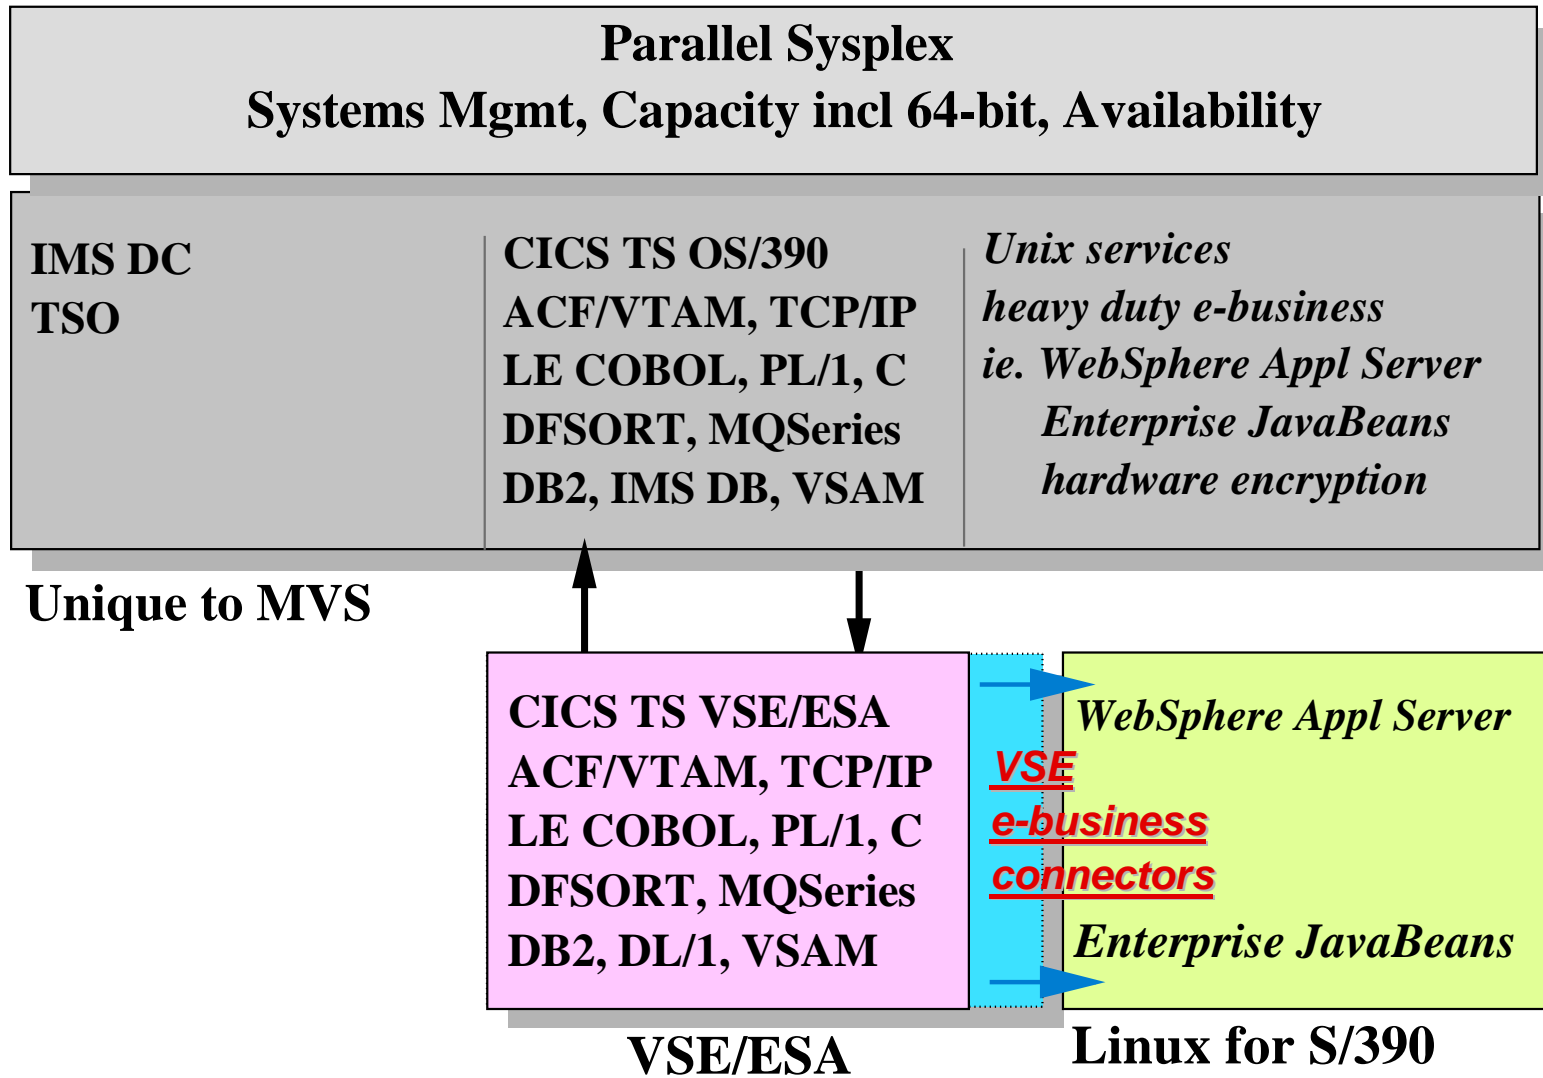 Parallel Sysplex
Systems Mgmt, Capacity incl 64-bit, Availability
IMS DC
TSO
CICS TS OS/390
ACF/VTAM, TCP/IP
LE COBOL, PL/1, C
DFSORT, MQSeries
DB2, IMS DB, VSAM
Unix services
heavy duty e-business
ie. WebSphere Appl Server
Enterprise JavaBeans
hardware encryption
Unique to MVS
CICS TS VSE/ESA
ACF/VTAM, TCP/IP
LE COBOL, PL/1, C
DFSORT, MQSeries
DB2, DL/1, VSAM
VSE
e-business
connectors
WebSphere Appl Server
Enterprise JavaBeans
VSE/ESA
Linux for S/390